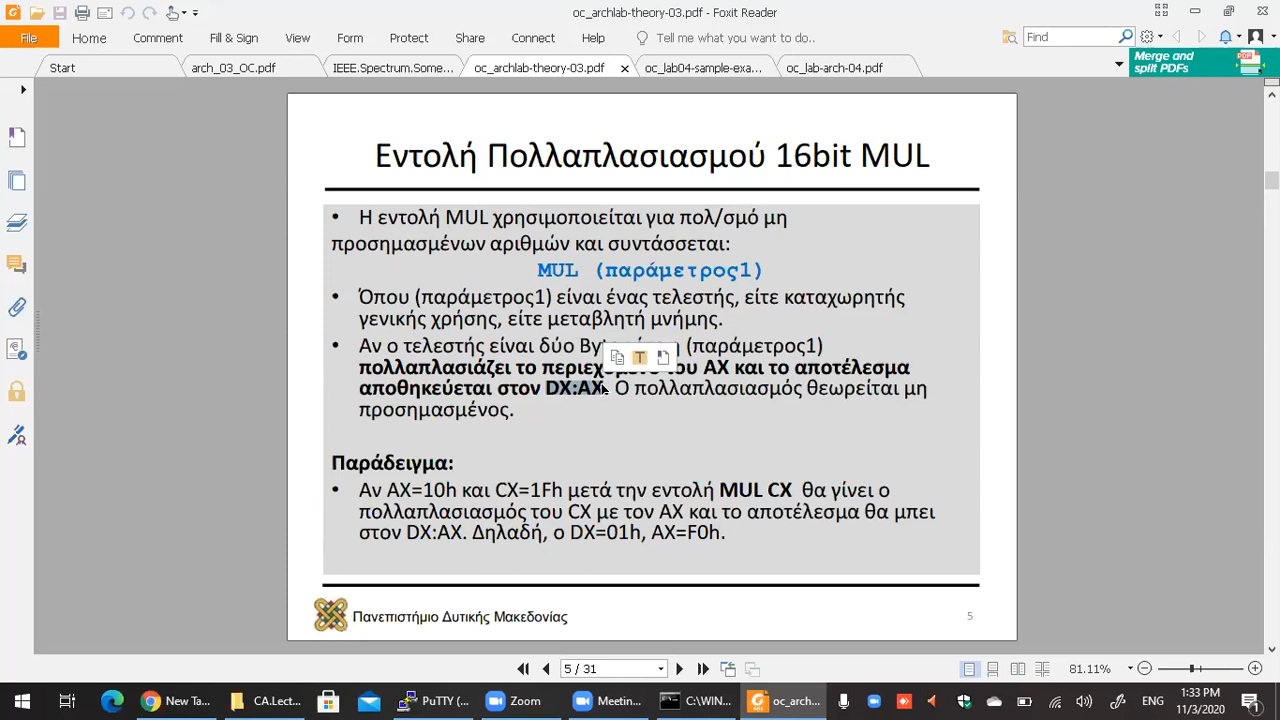 oc_archlab-theory-03.pdf - Foxit Reader
File Home Comment Fill & Sign View Form Protect Share Connect Help Tell me what you want to do.. Find
Start arch_03_OC.pdf IEEE.Spectrum.Some... oc_archlab-theory-03.pdf oc_lab04-sample-exa... oc_lab-arch-04.pdf
Merge and
split PDFs
Εντολή Πολλαπλασιασμού 16bit MUL
• Η εντολή MUL χρησιμοποιείται για πολ/σμό μη
προσημασμένων αριθμών και συντάσσεται:
MUL (παράμετρος1)
• Όπου (παράμετρος1) είναι ένας τελεστής, είτε καταχωρητής
γενικής χρήσης, είτε μεταβλητή μνήμης.
• Αν ο τελεστής είναι δύο (παράμετρος1)
πολλαπλασιάζει το του AX και το αποτέλεσμα
αποθηκεύεται στον DX:AX. Ο πολλαπλασιασμός θεωρείται μη
προσημασμένος.
Παράδειγμα:
• Αν AX=10h και CX=1Fh μετά την εντολή MUL CX θα γίνει ο
πολλαπλασιασμός του CX με τον AX και το αποτέλεσμα θα μπει
στον DX:AX. Δηλαδή, ο DX=01h, AX=F0h.
Πανεπιστήμιο Δυτικής Μακεδονίας 5
5 / 31 81.11%
New Ta... CA.Lect... PuTTY (... Zoom Meetin... C:\WIN... oc_arch... ENG 1:33 PM
11/3/2020